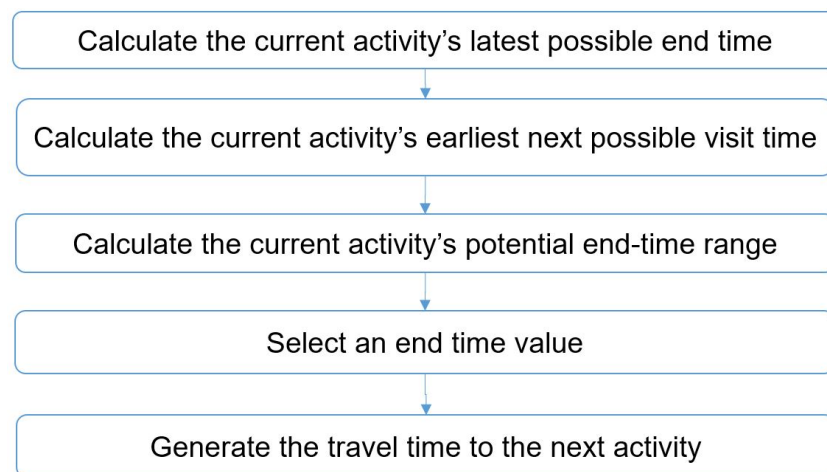 Calculate the current activity’s latest possible end time
Calculate the current activity’s earliest next possible visit time
Calculate the current activity’s potential end-time range
Select an end time value
Generate the travel time to the next activity